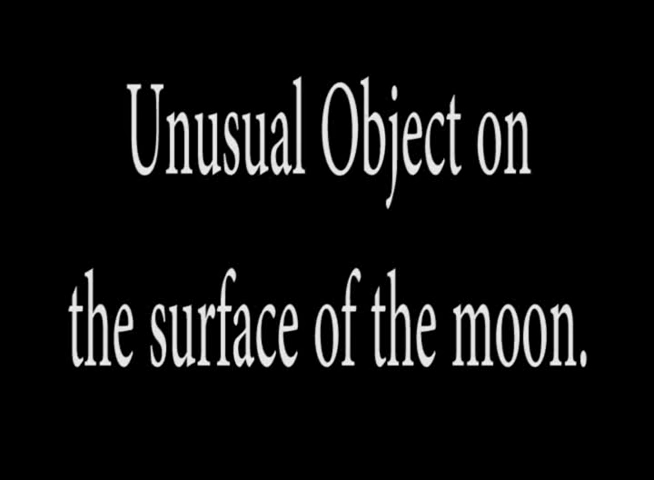 Unusual Object on
the surface of the moon.